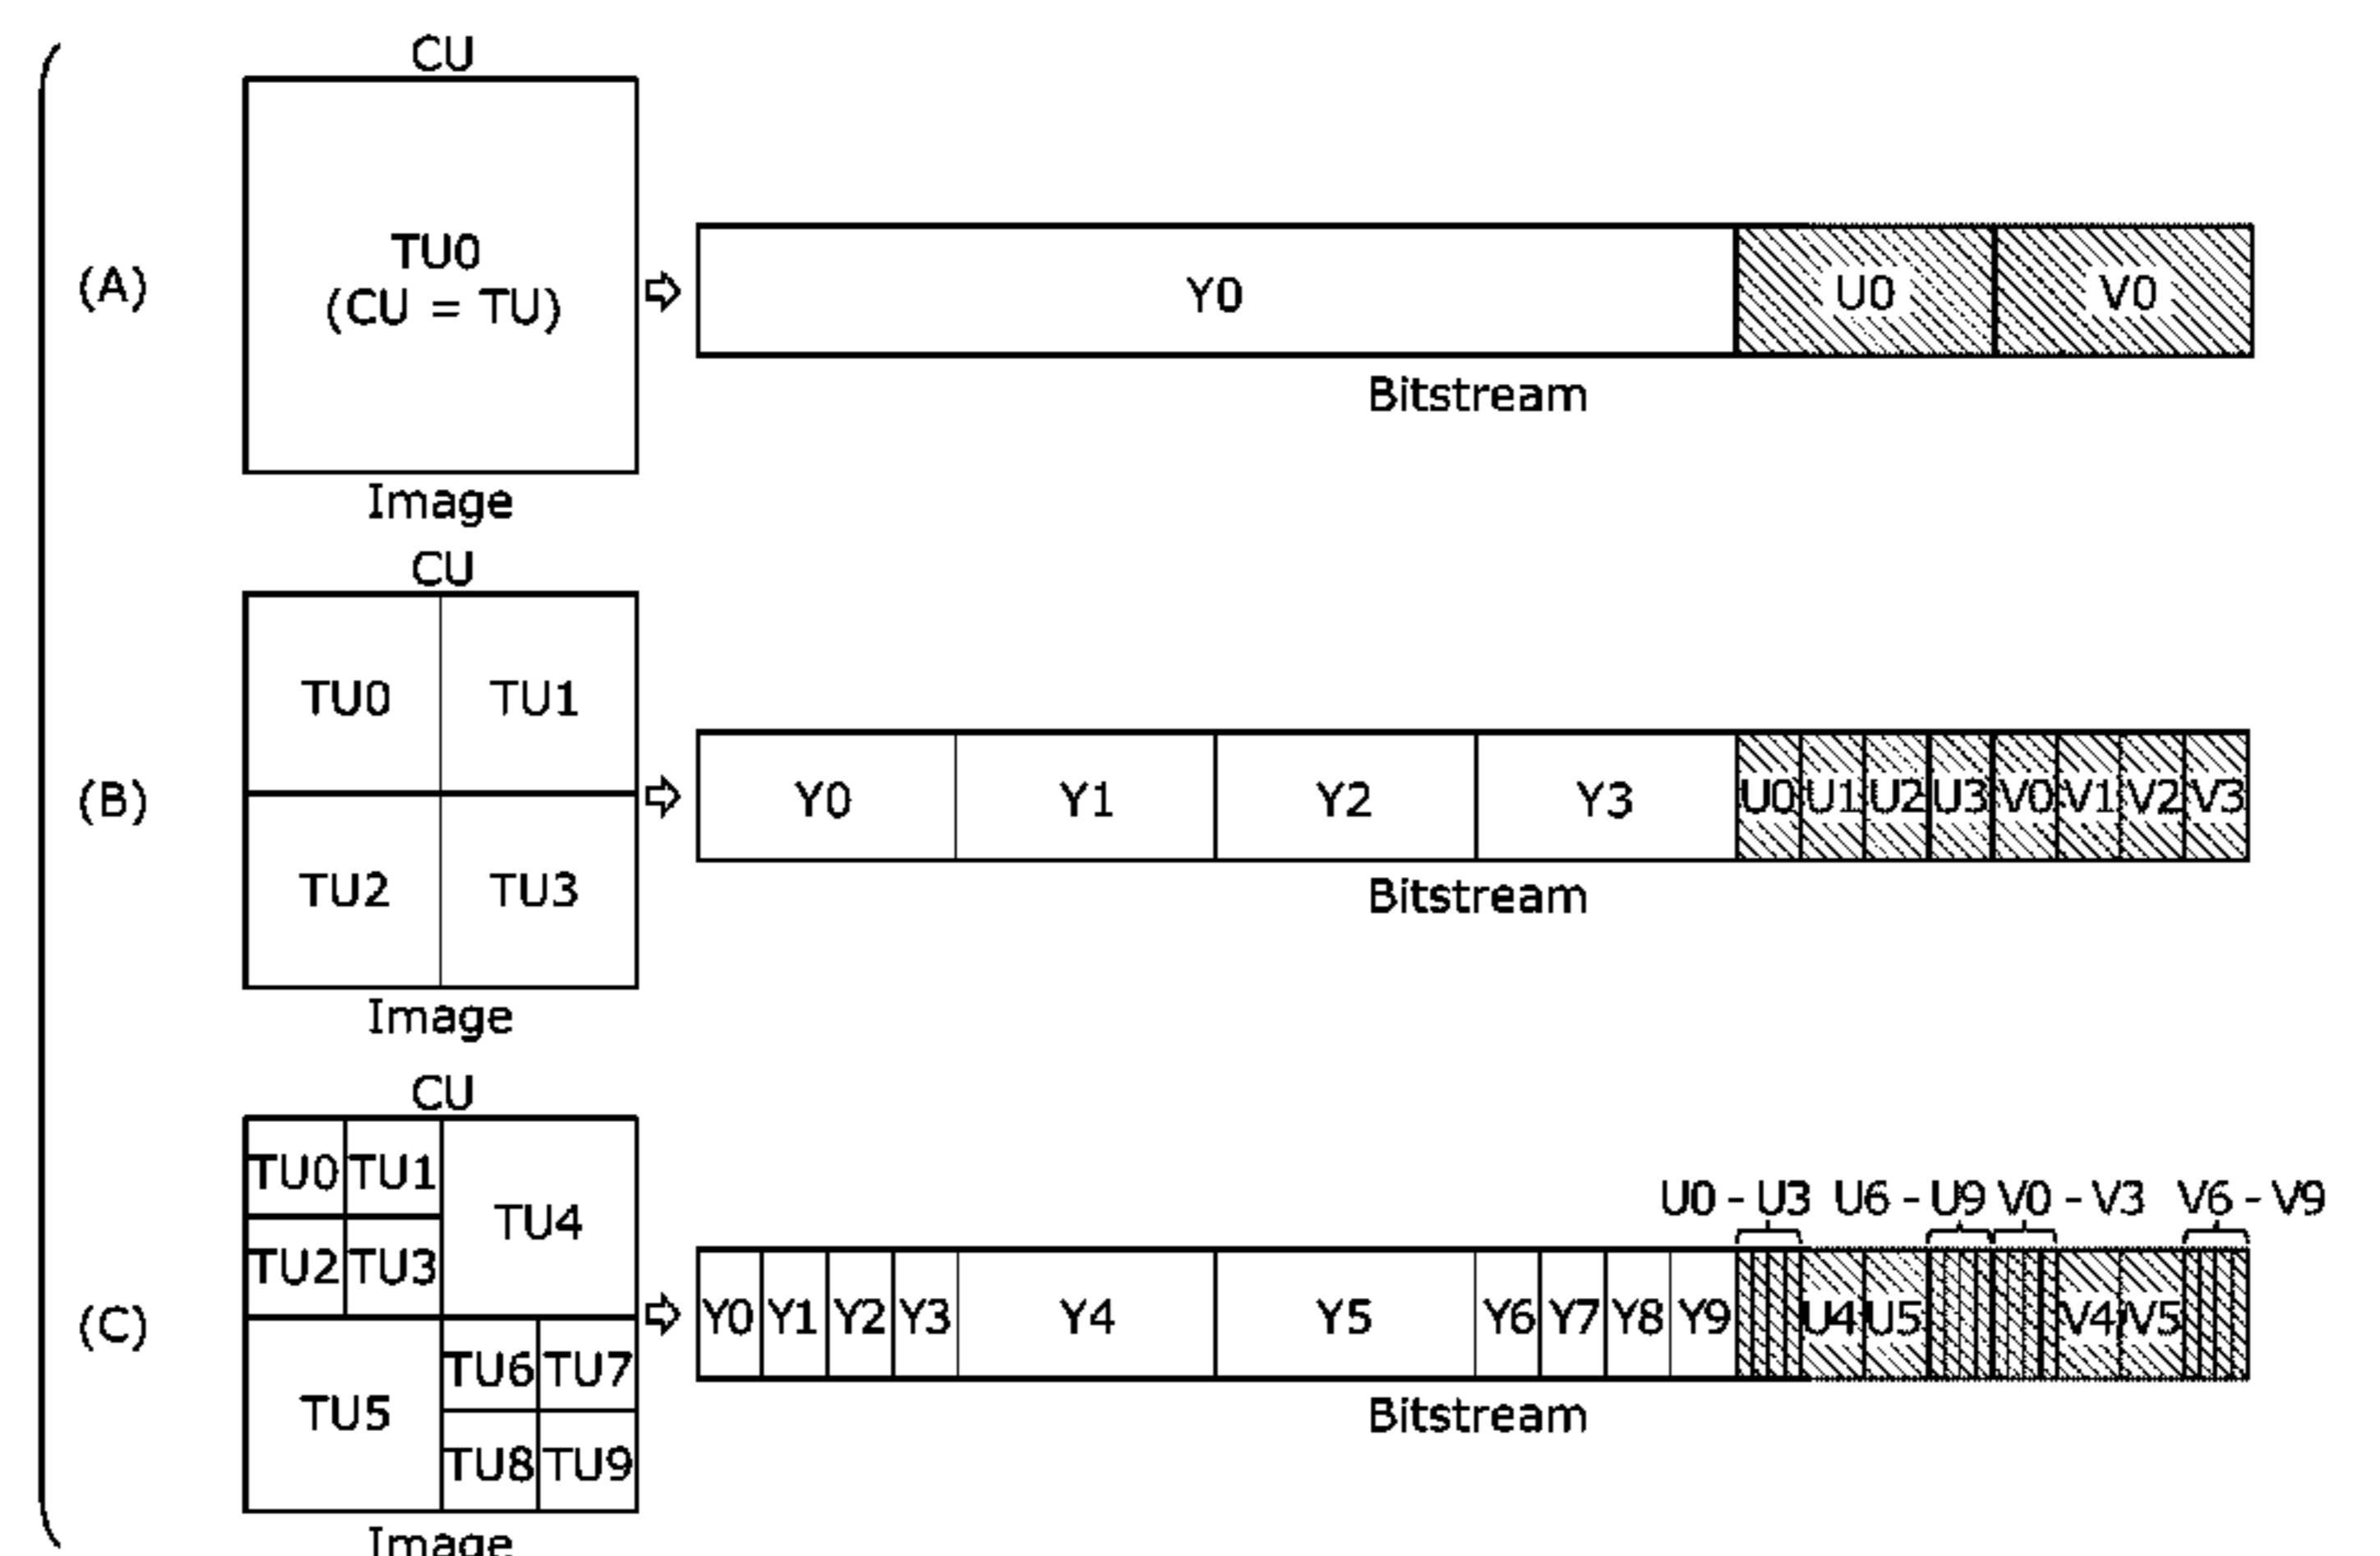 CU
(A)
TU0
(CU = TU)
Y0
U0
V0
Bitstream
Image
CU
(B)
TU0
TU1
TU2
TU3
Y0
Y1
Y2
Y3
U0
U1
U2
U3
V0
V1
V2
V3
Bitstream
Image
CU
(C)
TU0
TU1
TU2
TU3
TU4
TU5
TU6
TU7
TU8
TU9
U0 - U3
U6 - U9
V0 - V3
V6 - V9
Y0
Y1
Y2
Y3
Y4
Y5
Y6
Y7
Y8
Y9
U4
U5
V4
V5
Bitstream
Image